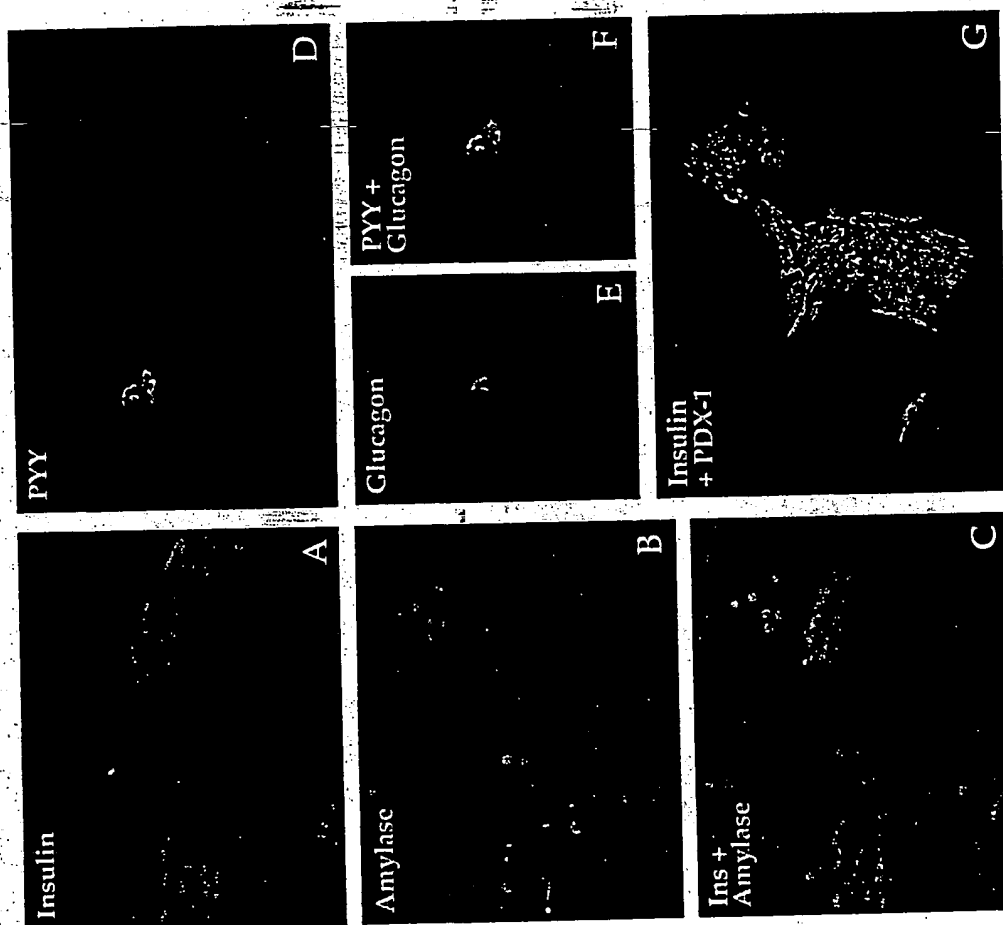 Insulin
A
Amylase
B
Ins +
Amylase
C
PYY
D
Glucagon
E
PYY +
Glucagon
F
Insulin
+ PDX-1
G